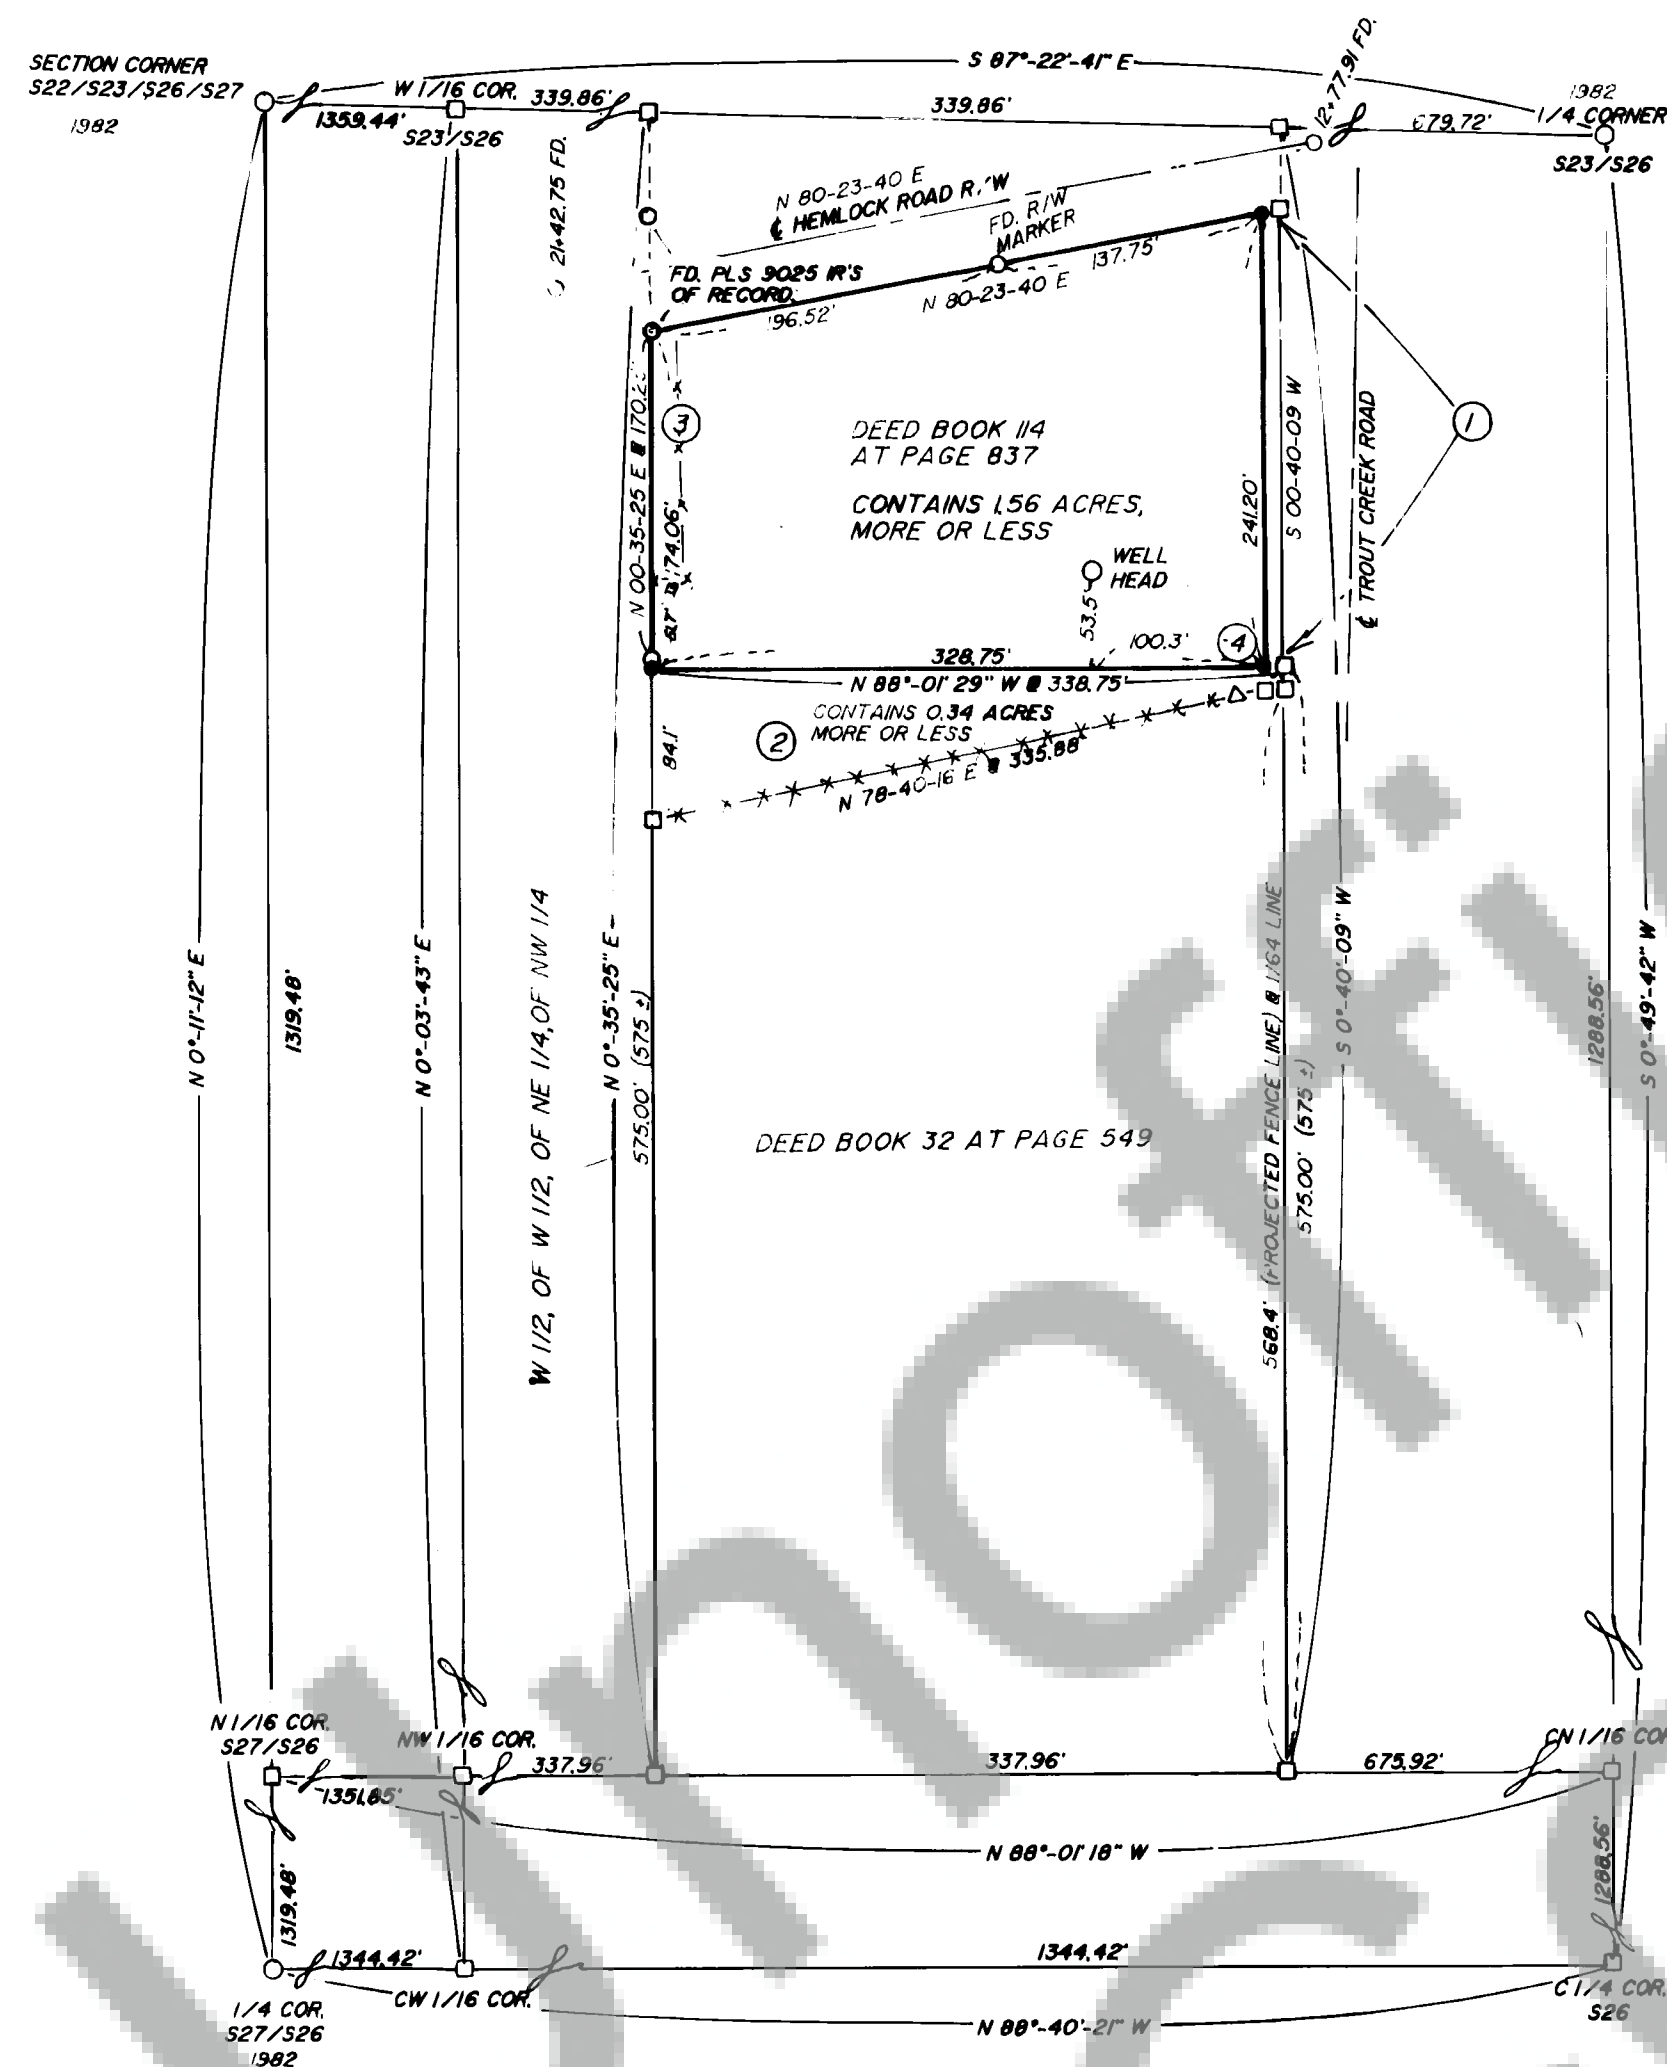 S 87°-22'-41" E
SECTION CORNER
S22/S23/S26/S27
1982
W 1/16 COR.
1359.44'
S23/S26
339.86'
339.86'
12+77.91 FD.
679.72'
1982
1/4 CORNER
S23/S26
21+42.75 FD.
N 80-23-40 E
℄ HEMLOCK ROAD R/W
FD. R/W
MARKER
137.75'
N 80-23-40 E
FD. PLS 9025 IR'S
OF RECORD.
196.52'
N 00-35-25 E @
3
174.06'
DEED BOOK 114
AT PAGE 837
CONTAINS 1.56 ACRES,
MORE OR LESS
WELL
HEAD
53.5'
100.3'
4
241.20'
S 00-40-09 W
℄ TROUT CREEK ROAD
1
328.75'
N 88°-01' 29" W @ 338.75'
CONTAINS 0.34 ACRES
MORE OR LESS
2
84.1'
N 78-40-16 E @ 335.88'
W 1/2, OF W 1/2, OF NE 1/4, OF NW 1/4
N 0°-11'-12" E
1319.48'
N 0°-03'-43" E
N 0°-35'-25" E
575.00' (575 ±)
DEED BOOK 32 AT PAGE 549
568.4' (PROJECTED FENCE LINE) @ 1/64 LINE
575.00' (575 ±)
S 0°-40'-09" W
1288.56'
S 0°-49'-42" W
N 1/16 COR.
S27/S26
NW 1/16 COR.
337.96'
337.96'
675.92'
CN 1/16 COR
1351.85'
N 88°-01' 18" W
1319.48'
1288.56'
1344.42'
1344.42'
CW 1/16 COR.
1/4 COR.
S27/S26
1982
N 88°-40'-21" W
C 1/4 COR.
S26